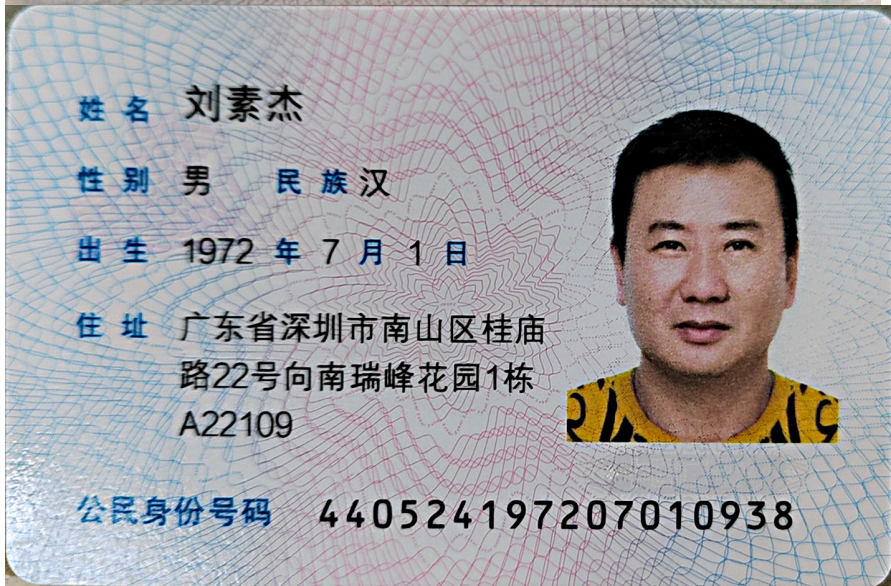 姓名 刘素杰
性别 男 民族 汉
出生 1972 年 7 月 1 日
住址 广东省深圳市南山区桂庙
路22号向南瑞峰花园1栋
A22109
公民身份号码 440524197207010938